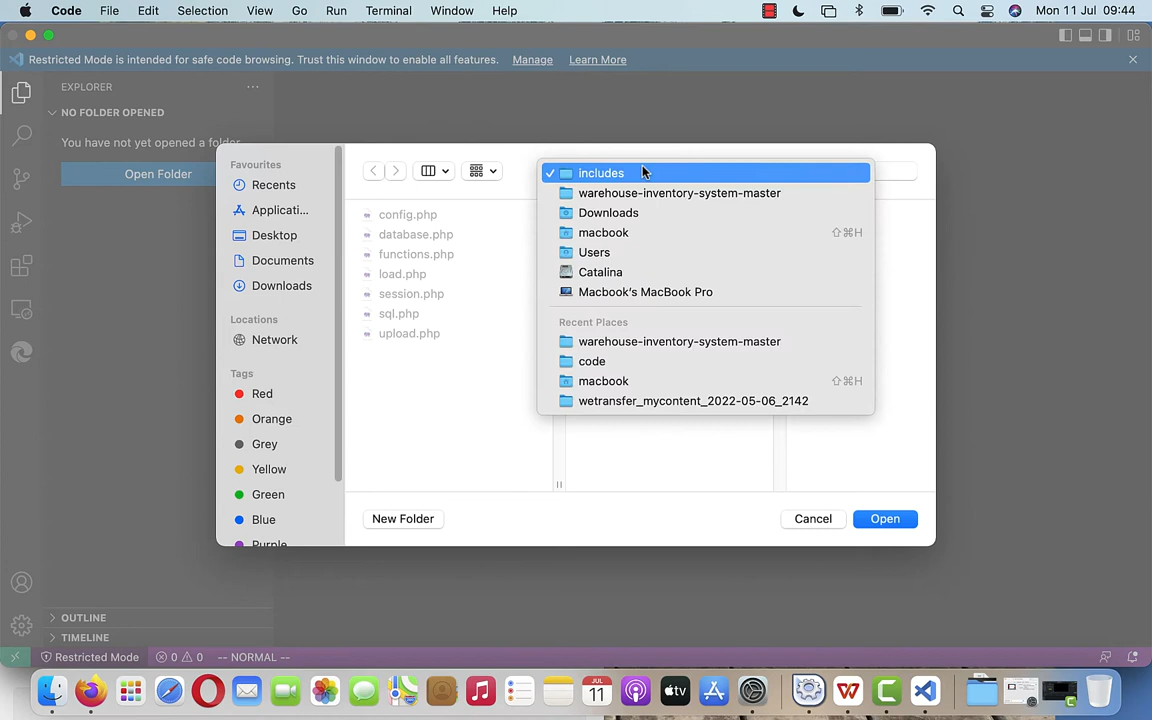 Code File Edit Selection View Go Run Terminal Window Help Mon 11 Jul 09:44
Restricted Mode is intended for safe code browsing. Trust this window to enable all features. Manage Learn More
EXPLORER
NO FOLDER OPENED
You have not yet opened a folder.
Open Folder
Favourites
Recents
Applicati...
Desktop
Documents
Downloads
Locations
Network
Tags
Red
Orange
Grey
Yellow
Green
Blue
Purple
config.php
database.php
functions.php
load.php
session.php
sql.php
upload.php
includes
warehouse-inventory-system-master
Downloads
macbook ⇧⌘H
Users
Catalina
Macbook's MacBook Pro
Recent Places
warehouse-inventory-system-master
code
macbook ⇧⌘H
wetransfer_mycontent_2022-05-06_2142
New Folder Cancel Open
OUTLINE
TIMELINE
Restricted Mode 0 0 -- NORMAL --
JUL
11
tv